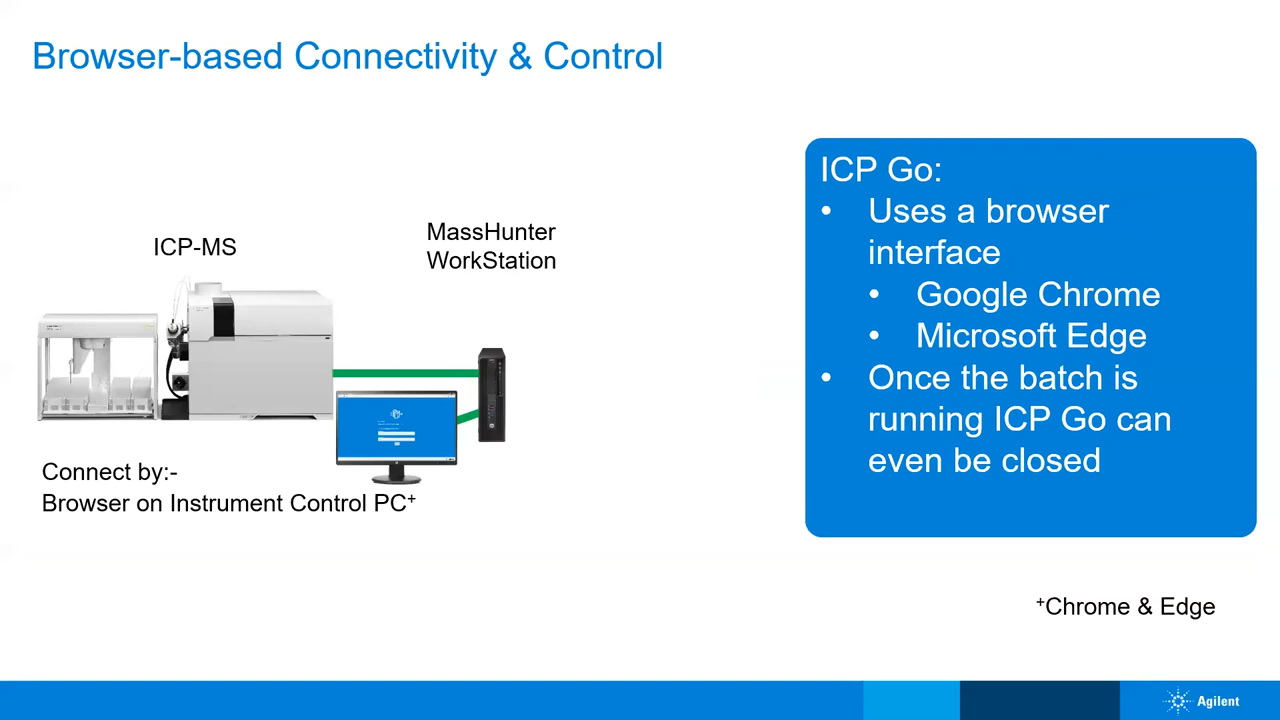 Browser-based Connectivity & Control
ICP-MS
MassHunter
WorkStation
Connect by:-
Browser on Instrument Control PC+
ICP Go:
• Uses a browser
interface
• Google Chrome
• Microsoft Edge
• Once the batch is
running ICP Go can
even be closed
+Chrome & Edge
Agilent